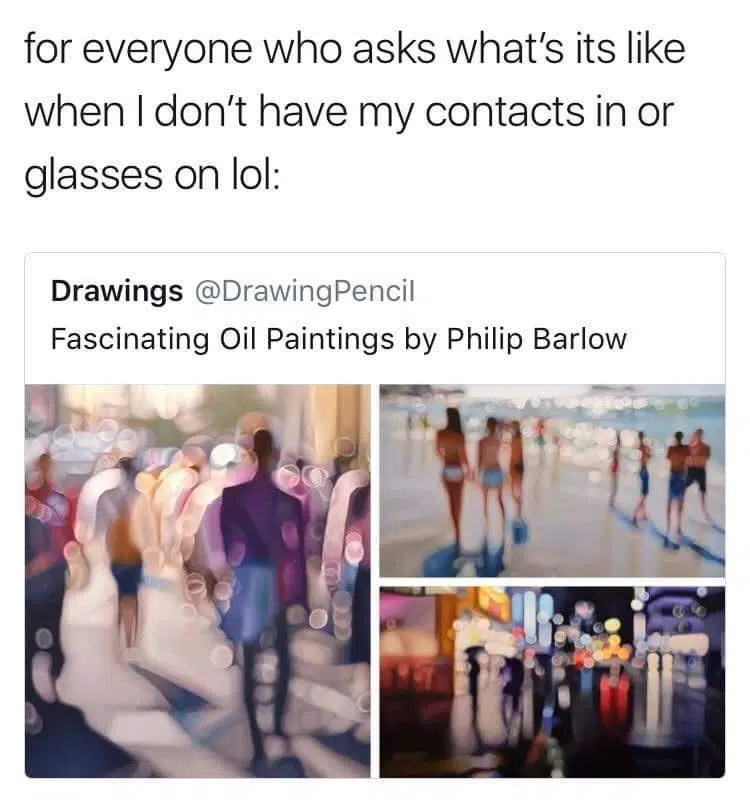 for everyone who asks what’s its like
when I don’t have my contacts in or
glasses on lol:
Drawings @DrawingPencil
Fascinating Oil Paintings by Philip Barlow